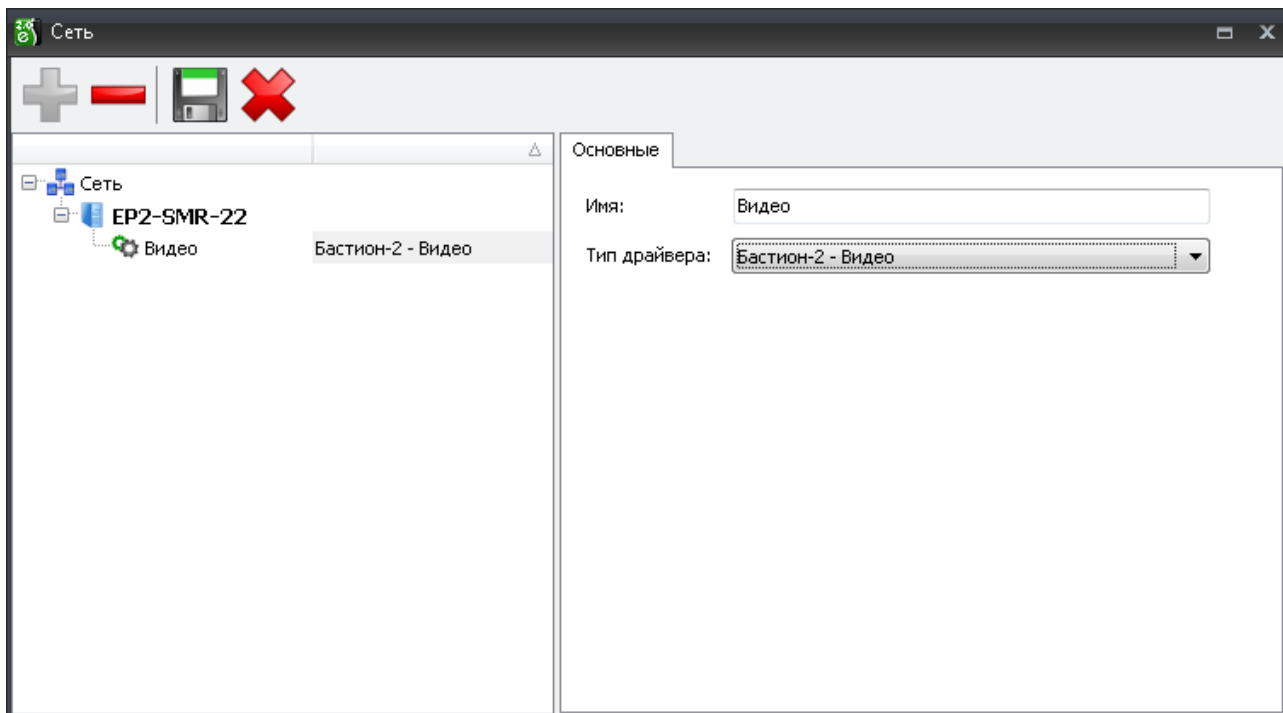 Сеть
Основные
Сеть
Имя: Видео
EP2-SMR-22
Видео Бастион-2 - Видео
Тип драйвера: Бастион-2 - Видео